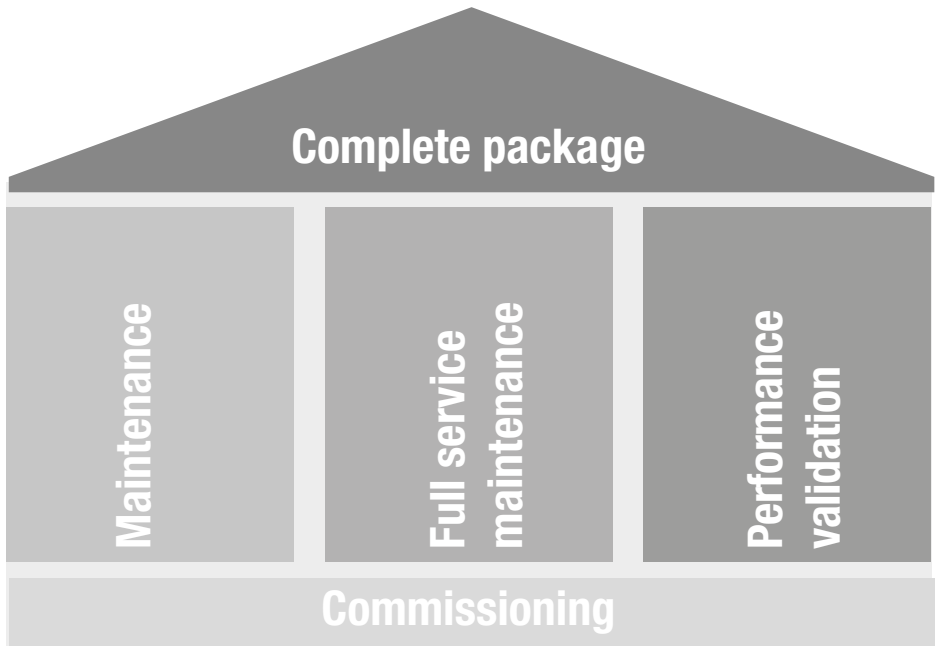 Complete package
Maintenance
Full service
maintenance
Performance
validation
Commissioning